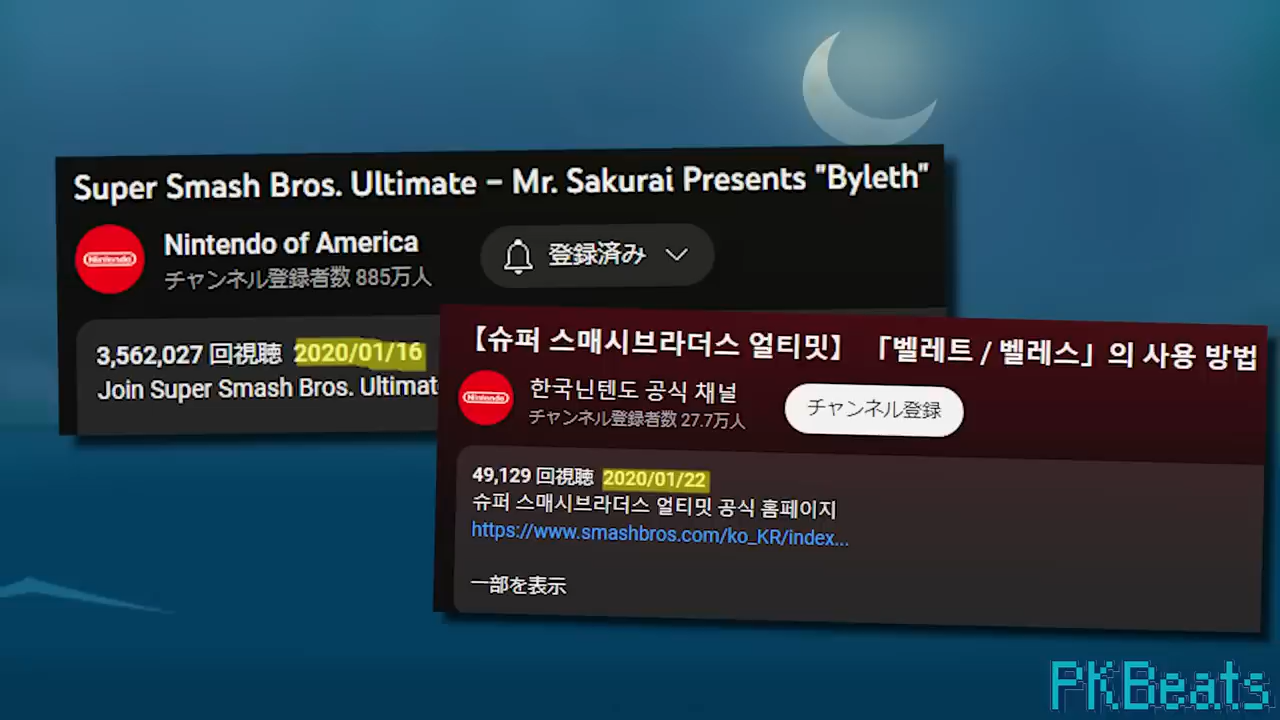 Super Smash Bros. Ultimate – Mr. Sakurai Presents "Byleth"
Nintendo
Nintendo of America
チャンネル登録者数 885万人
登録済み
3,562,027 回視聴 2020/01/16
Join Super Smash Bros. Ultimat
【슈퍼 스매시브라더스 얼티밋】 「벨레트 / 벨레스」의 사용 방법
Nintendo
한국닌텐도 공식 채널
チャンネル登録者数 27.7万人
チャンネル登録
49,129 回視聴 2020/01/22
슈퍼 스매시브라더스 얼티밋 공식 홈페이지
https://www.smashbros.com/ko_KR/index...
一部を表示
PKBeats